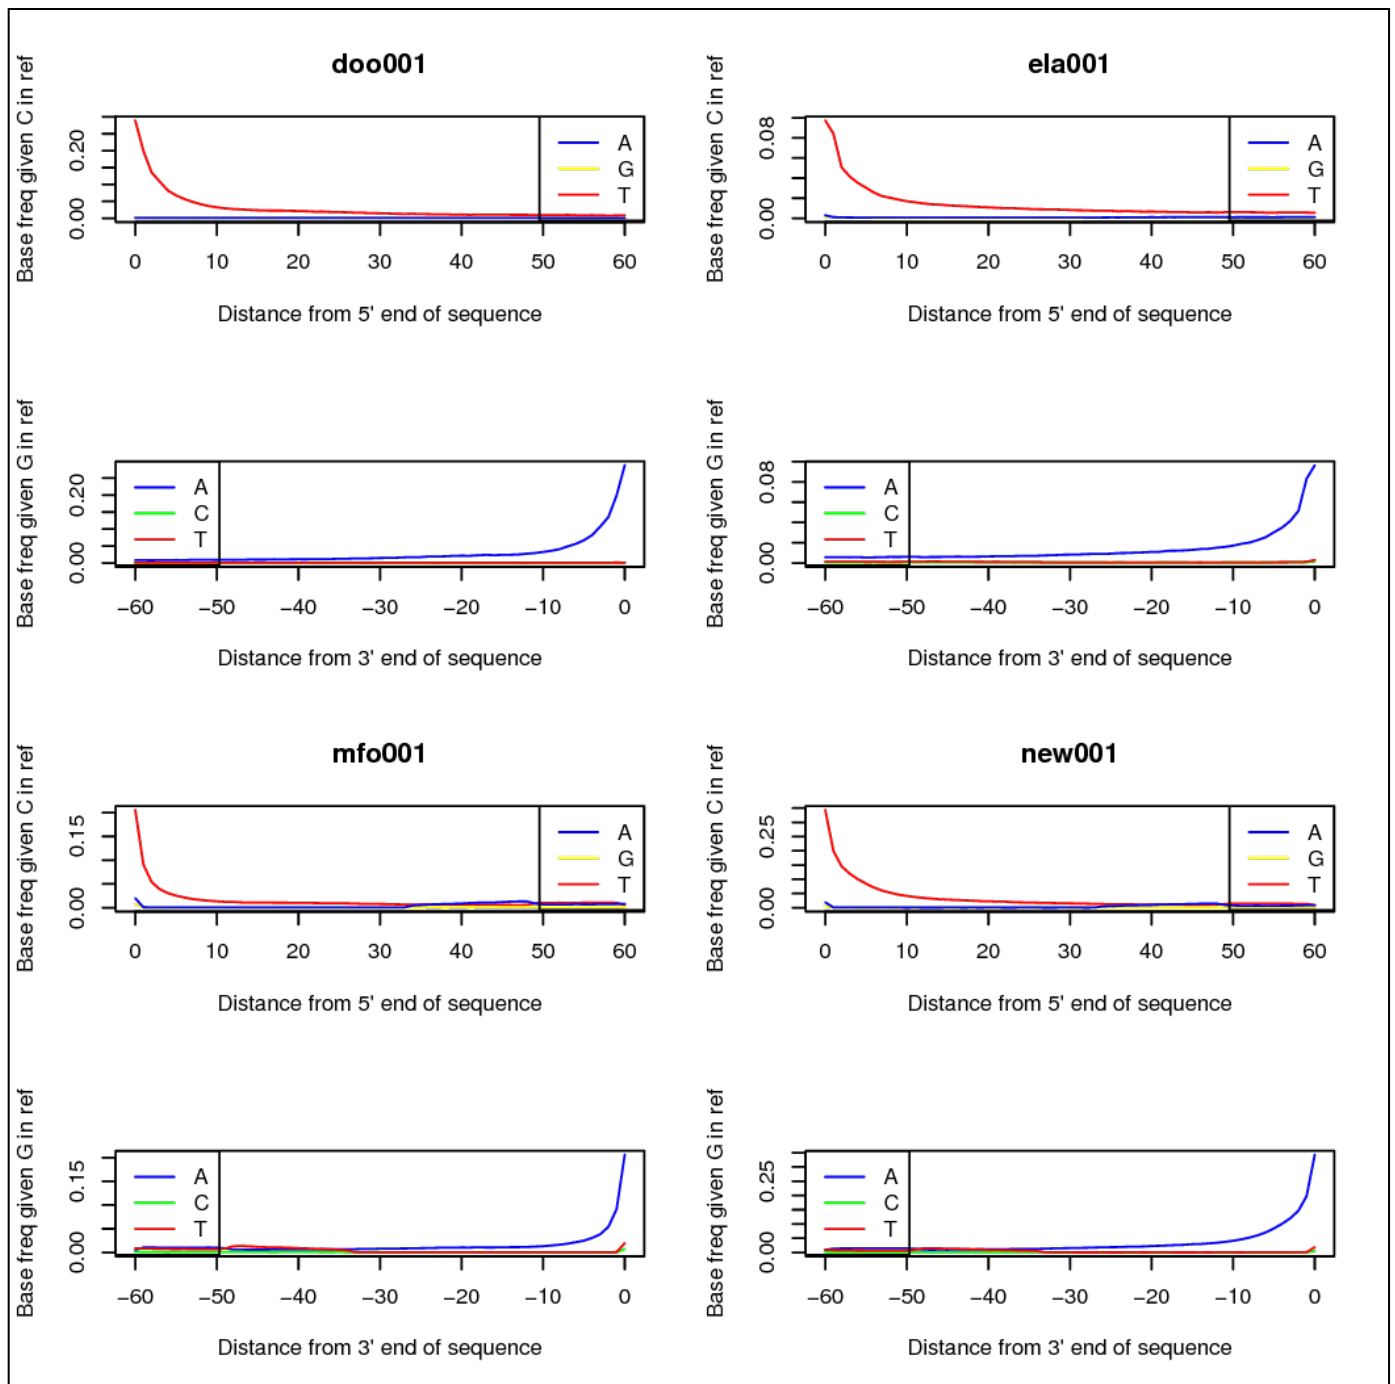 doo001
Base freq given C in ref
0.20
0.00
A
G
T
0 10 20 30 40 50 60
Distance from 5' end of sequence
ela001
Base freq given C in ref
0.08
0.00
A
G
T
0 10 20 30 40 50 60
Distance from 5' end of sequence
Base freq given G in ref
0.20
0.00
A
C
T
−60 −50 −40 −30 −20 −10 0
Distance from 3' end of sequence
Base freq given G in ref
0.08
0.00
A
C
T
−60 −50 −40 −30 −20 −10 0
Distance from 3' end of sequence
mfo001
Base freq given C in ref
0.15
0.00
A
G
T
0 10 20 30 40 50 60
Distance from 5' end of sequence
new001
Base freq given C in ref
0.25
0.00
A
G
T
0 10 20 30 40 50 60
Distance from 5' end of sequence
Base freq given G in ref
0.15
0.00
A
C
T
−60 −50 −40 −30 −20 −10 0
Distance from 3' end of sequence
Base freq given G in ref
0.25
0.00
A
C
T
−60 −50 −40 −30 −20 −10 0
Distance from 3' end of sequence